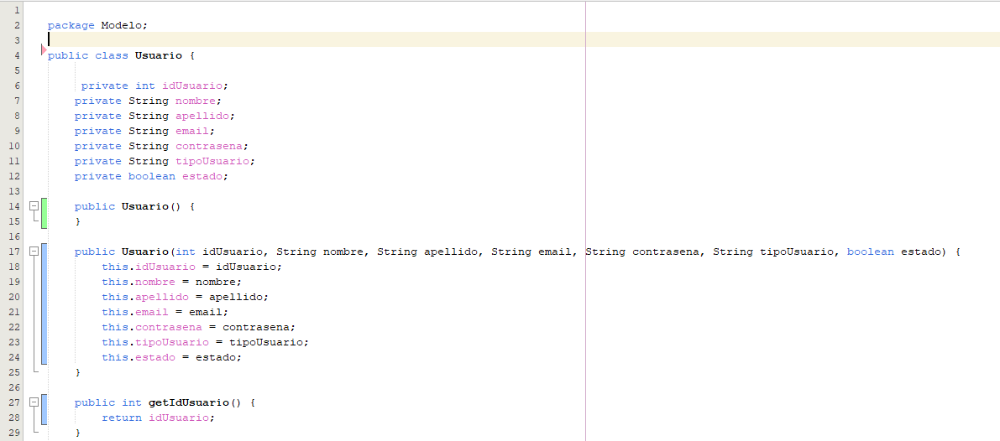 1
2 package Modelo;
3
4 public class Usuario {
5
6 private int idUsuario;
7 private String nombre;
8 private String apellido;
9 private String email;
10 private String contrasena;
11 private String tipoUsuario;
12 private boolean estado;
13
14 public Usuario() {
15 }
16
17 public Usuario(int idUsuario, String nombre, String apellido, String email, String contrasena, String tipoUsuario, boolean estado) {
18 this.idUsuario = idUsuario;
19 this.nombre = nombre;
20 this.apellido = apellido;
21 this.email = email;
22 this.contrasena = contrasena;
23 this.tipoUsuario = tipoUsuario;
24 this.estado = estado;
25 }
26
27 public int getIdUsuario() {
28 return idUsuario;
29 }